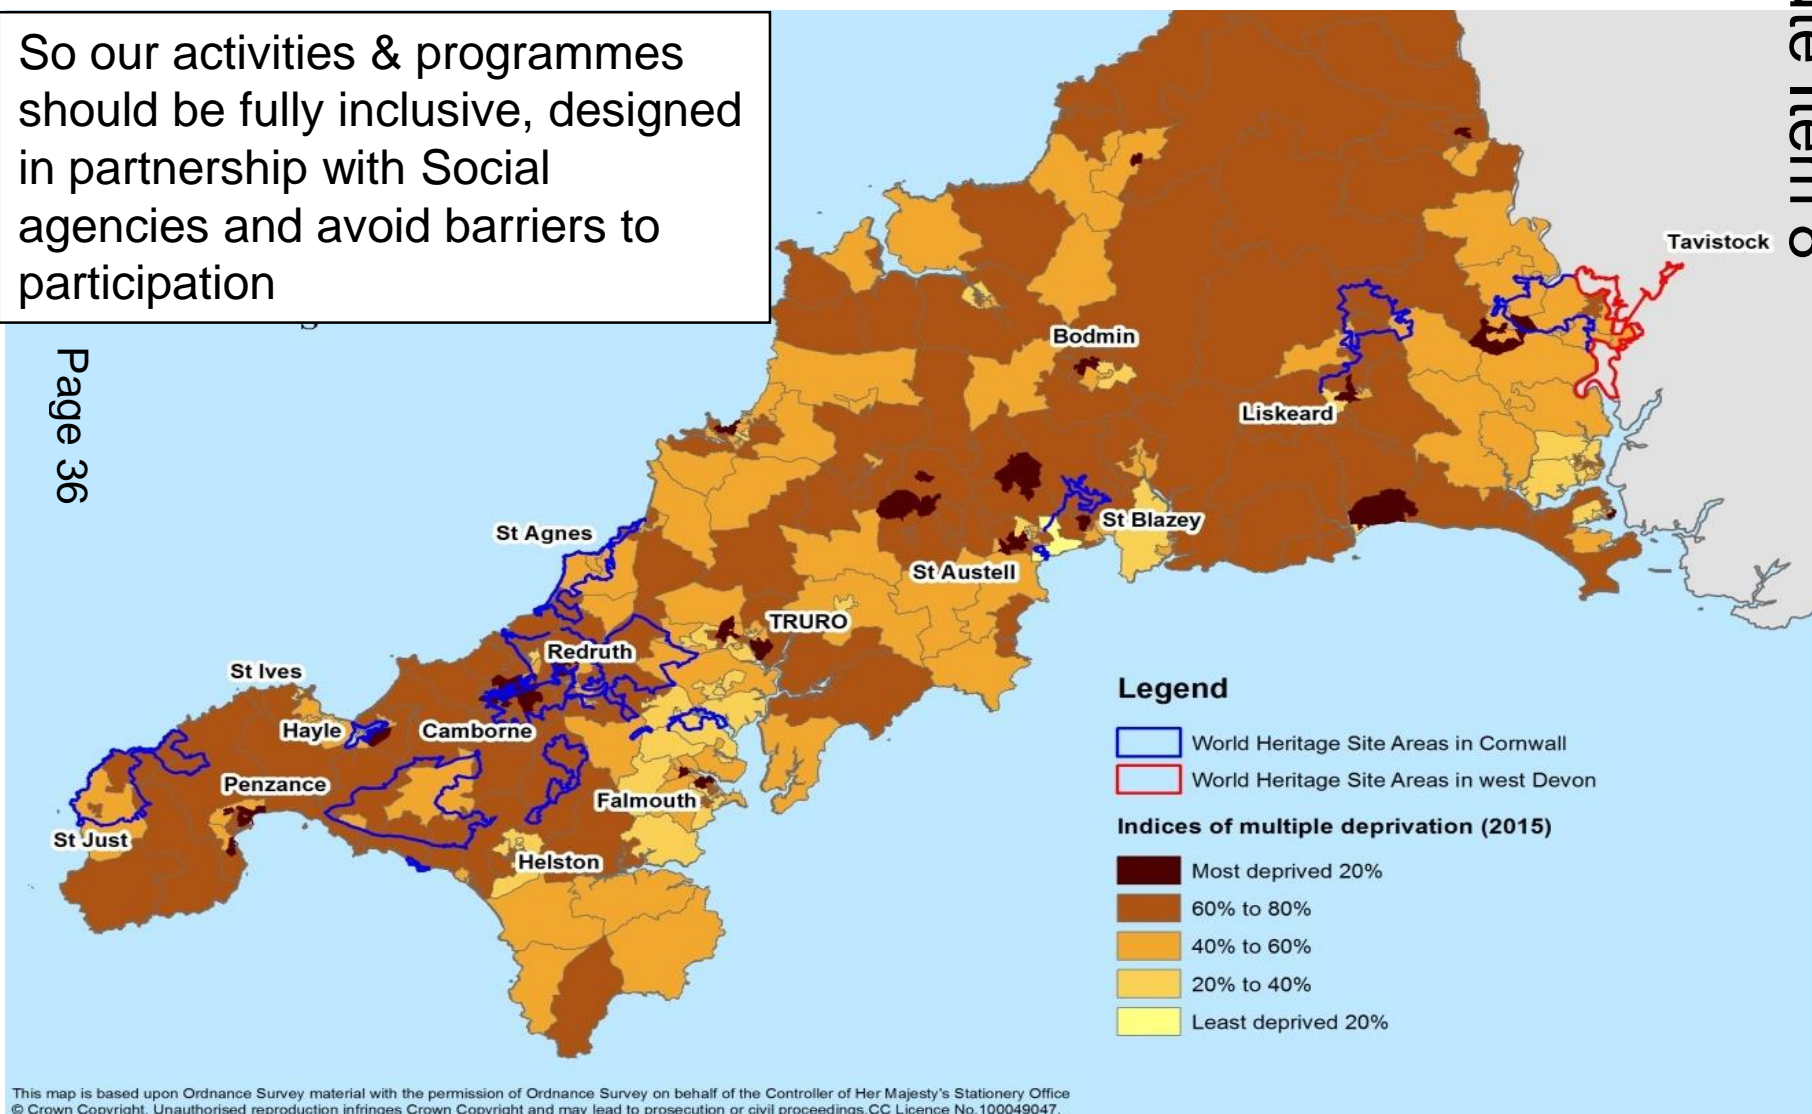 So our activities & programmes
should be fully inclusive, designed
in partnership with Social
agencies and avoid barriers to
participation
Item 8
Page 36
Tavistock
Bodmin
Liskeard
St Agnes
St Blazey
St Austell
TRURO
Redruth
St Ives
Hayle
Camborne
Penzance
Falmouth
St Just
Helston
Legend
World Heritage Site Areas in Cornwall
World Heritage Site Areas in west Devon
Indices of multiple deprivation (2015)
Most deprived 20%
60% to 80%
40% to 60%
20% to 40%
Least deprived 20%
This map is based upon Ordnance Survey material with the permission of Ordnance Survey on behalf of the Controller of Her Majesty's Stationery Office
© Crown Copyright. Unauthorised reproduction infringes Crown Copyright and may lead to prosecution or civil proceedings.CC Licence No.100049047.